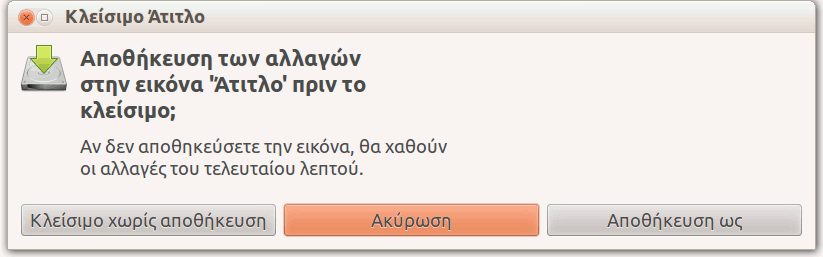 Κλείσιμο Άτιτλο
Αποθήκευση των αλλαγών
στην εικόνα 'Άτιτλο' πριν το
κλείσιμο;
Αν δεν αποθηκεύσετε την εικόνα, θα χαθούν
οι αλλαγές του τελευταίου λεπτού.
Κλείσιμο χωρίς αποθήκευση
Ακύρωση
Αποθήκευση ως